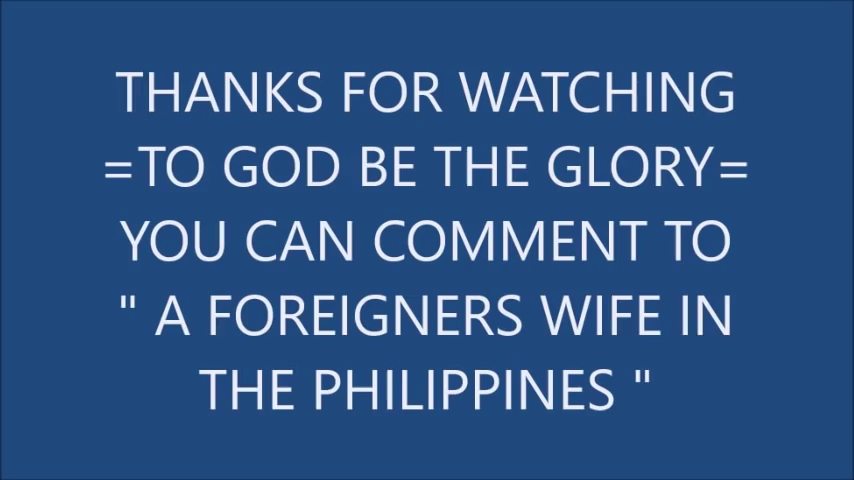 THANKS FOR WATCHING
=TO GOD BE THE GLORY=
YOU CAN COMMENT TO
" A FOREIGNERS WIFE IN
THE PHILIPPINES "